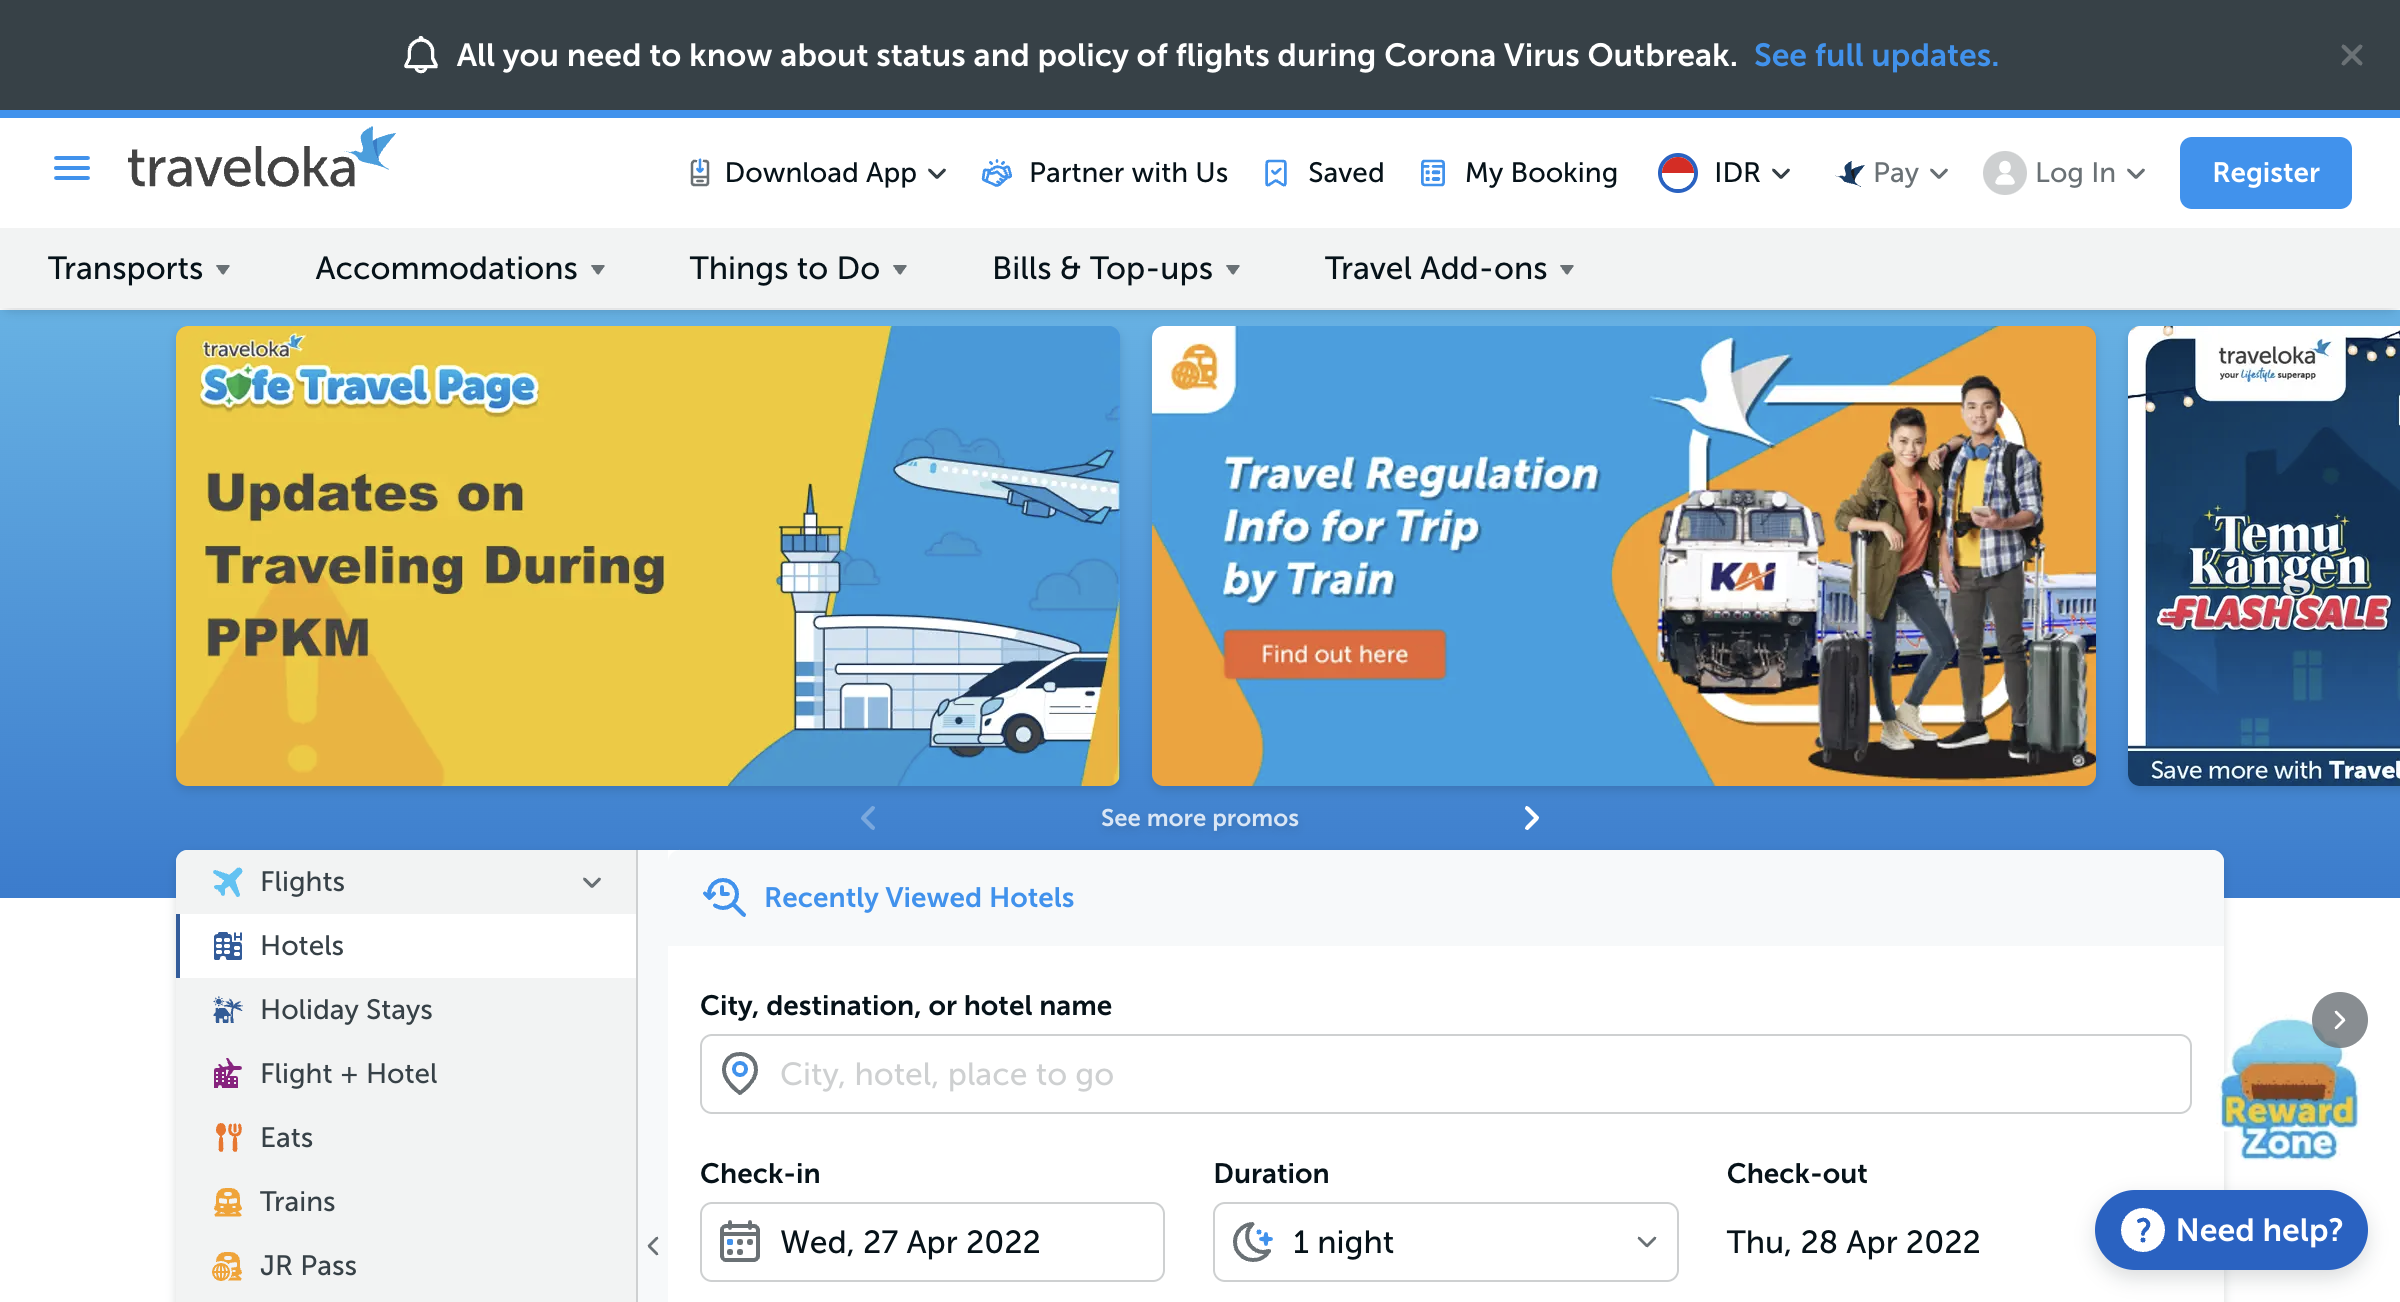 All you need to know about status and policy of flights during Corona Virus Outbreak. See full updates.
traveloka
Download App
Partner with Us
Saved
My Booking
IDR
Pay
Log In
Register
Transports
Accommodations
Things to Do
Bills & Top-ups
Travel Add-ons
traveloka
Safe Travel Page
Updates on
Traveling During
PPKM
Travel Regulation
Info for Trip
by Train
Find out here
KAI
traveloka
your lifestyle superapp
Temu
Kangen
FLASH SALE
Save more with Travel
See more promos
Flights
Hotels
Holiday Stays
Flight + Hotel
Eats
Trains
JR Pass
Recently Viewed Hotels
City, destination, or hotel name
City, hotel, place to go
Check-in
Duration
Check-out
Wed, 27 Apr 2022
1 night
Thu, 28 Apr 2022
Reward
Zone
? Need help?